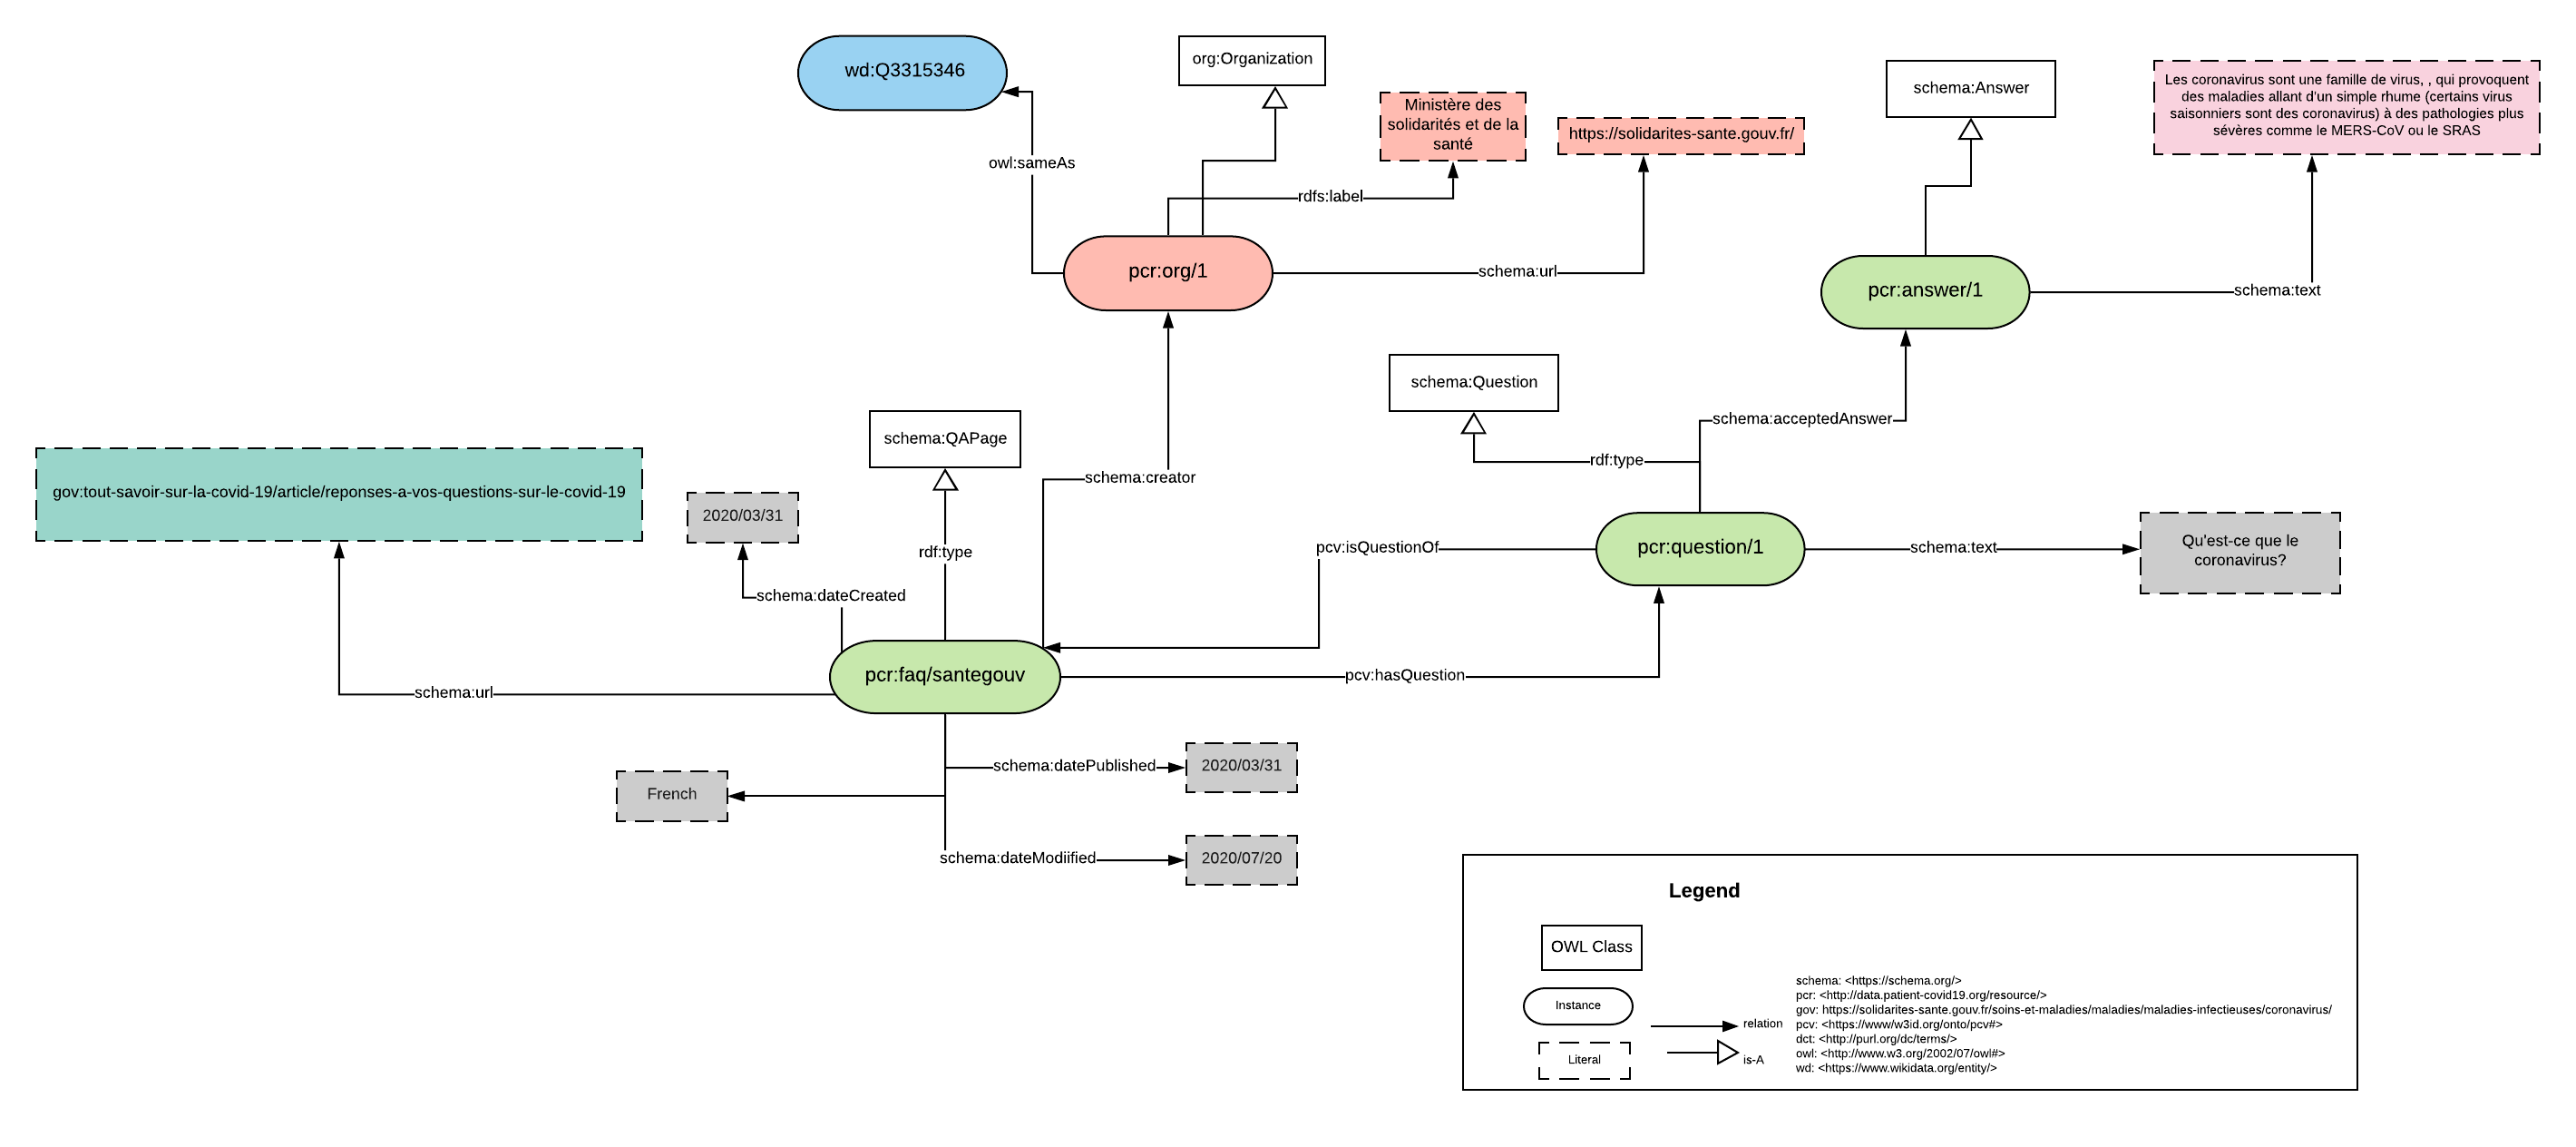 wd:Q3315346
org:Organization
schema:Answer
Les coronavirus sont une famille de virus, , qui provoquent
des maladies allant d'un simple rhume (certains virus
saisonniers sont des coronavirus) à des pathologies plus
sévères comme le MERS-CoV ou le SRAS
Ministère des
solidarités et de la
santé
https://solidarites-sante.gouv.fr/
owl:sameAs
rdfs:label
pcr:org/1
schema:url
pcr:answer/1
schema:text
schema:Question
schema:acceptedAnswer
schema:QAPage
rdf:type
schema:creator
gov:tout-savoir-sur-la-covid-19/article/reponses-a-vos-questions-sur-le-covid-19
2020/03/31
rdf:type
pcv:isQuestionOf
pcr:question/1
schema:text
Qu'est-ce que le
coronavirus?
schema:dateCreated
pcr:faq/santegouv
pcv:hasQuestion
schema:url
schema:datePublished
2020/03/31
French
schema:dateModiified
2020/07/20
Legend
OWL Class
Instance
Literal
relation
is-A
schema: <https://schema.org/>
pcr: <http://data.patient-covid19.org/resource/>
gov: https://solidarites-sante.gouv.fr/soins-et-maladies/maladies/maladies-infectieuses/coronavirus/
pcv: <https://www/w3id.org/onto/pcv#>
dct: <http://purl.org/dc/terms/>
owl: <http://www.w3.org/2002/07/owl#>
wd: <https://www.wikidata.org/entity/>